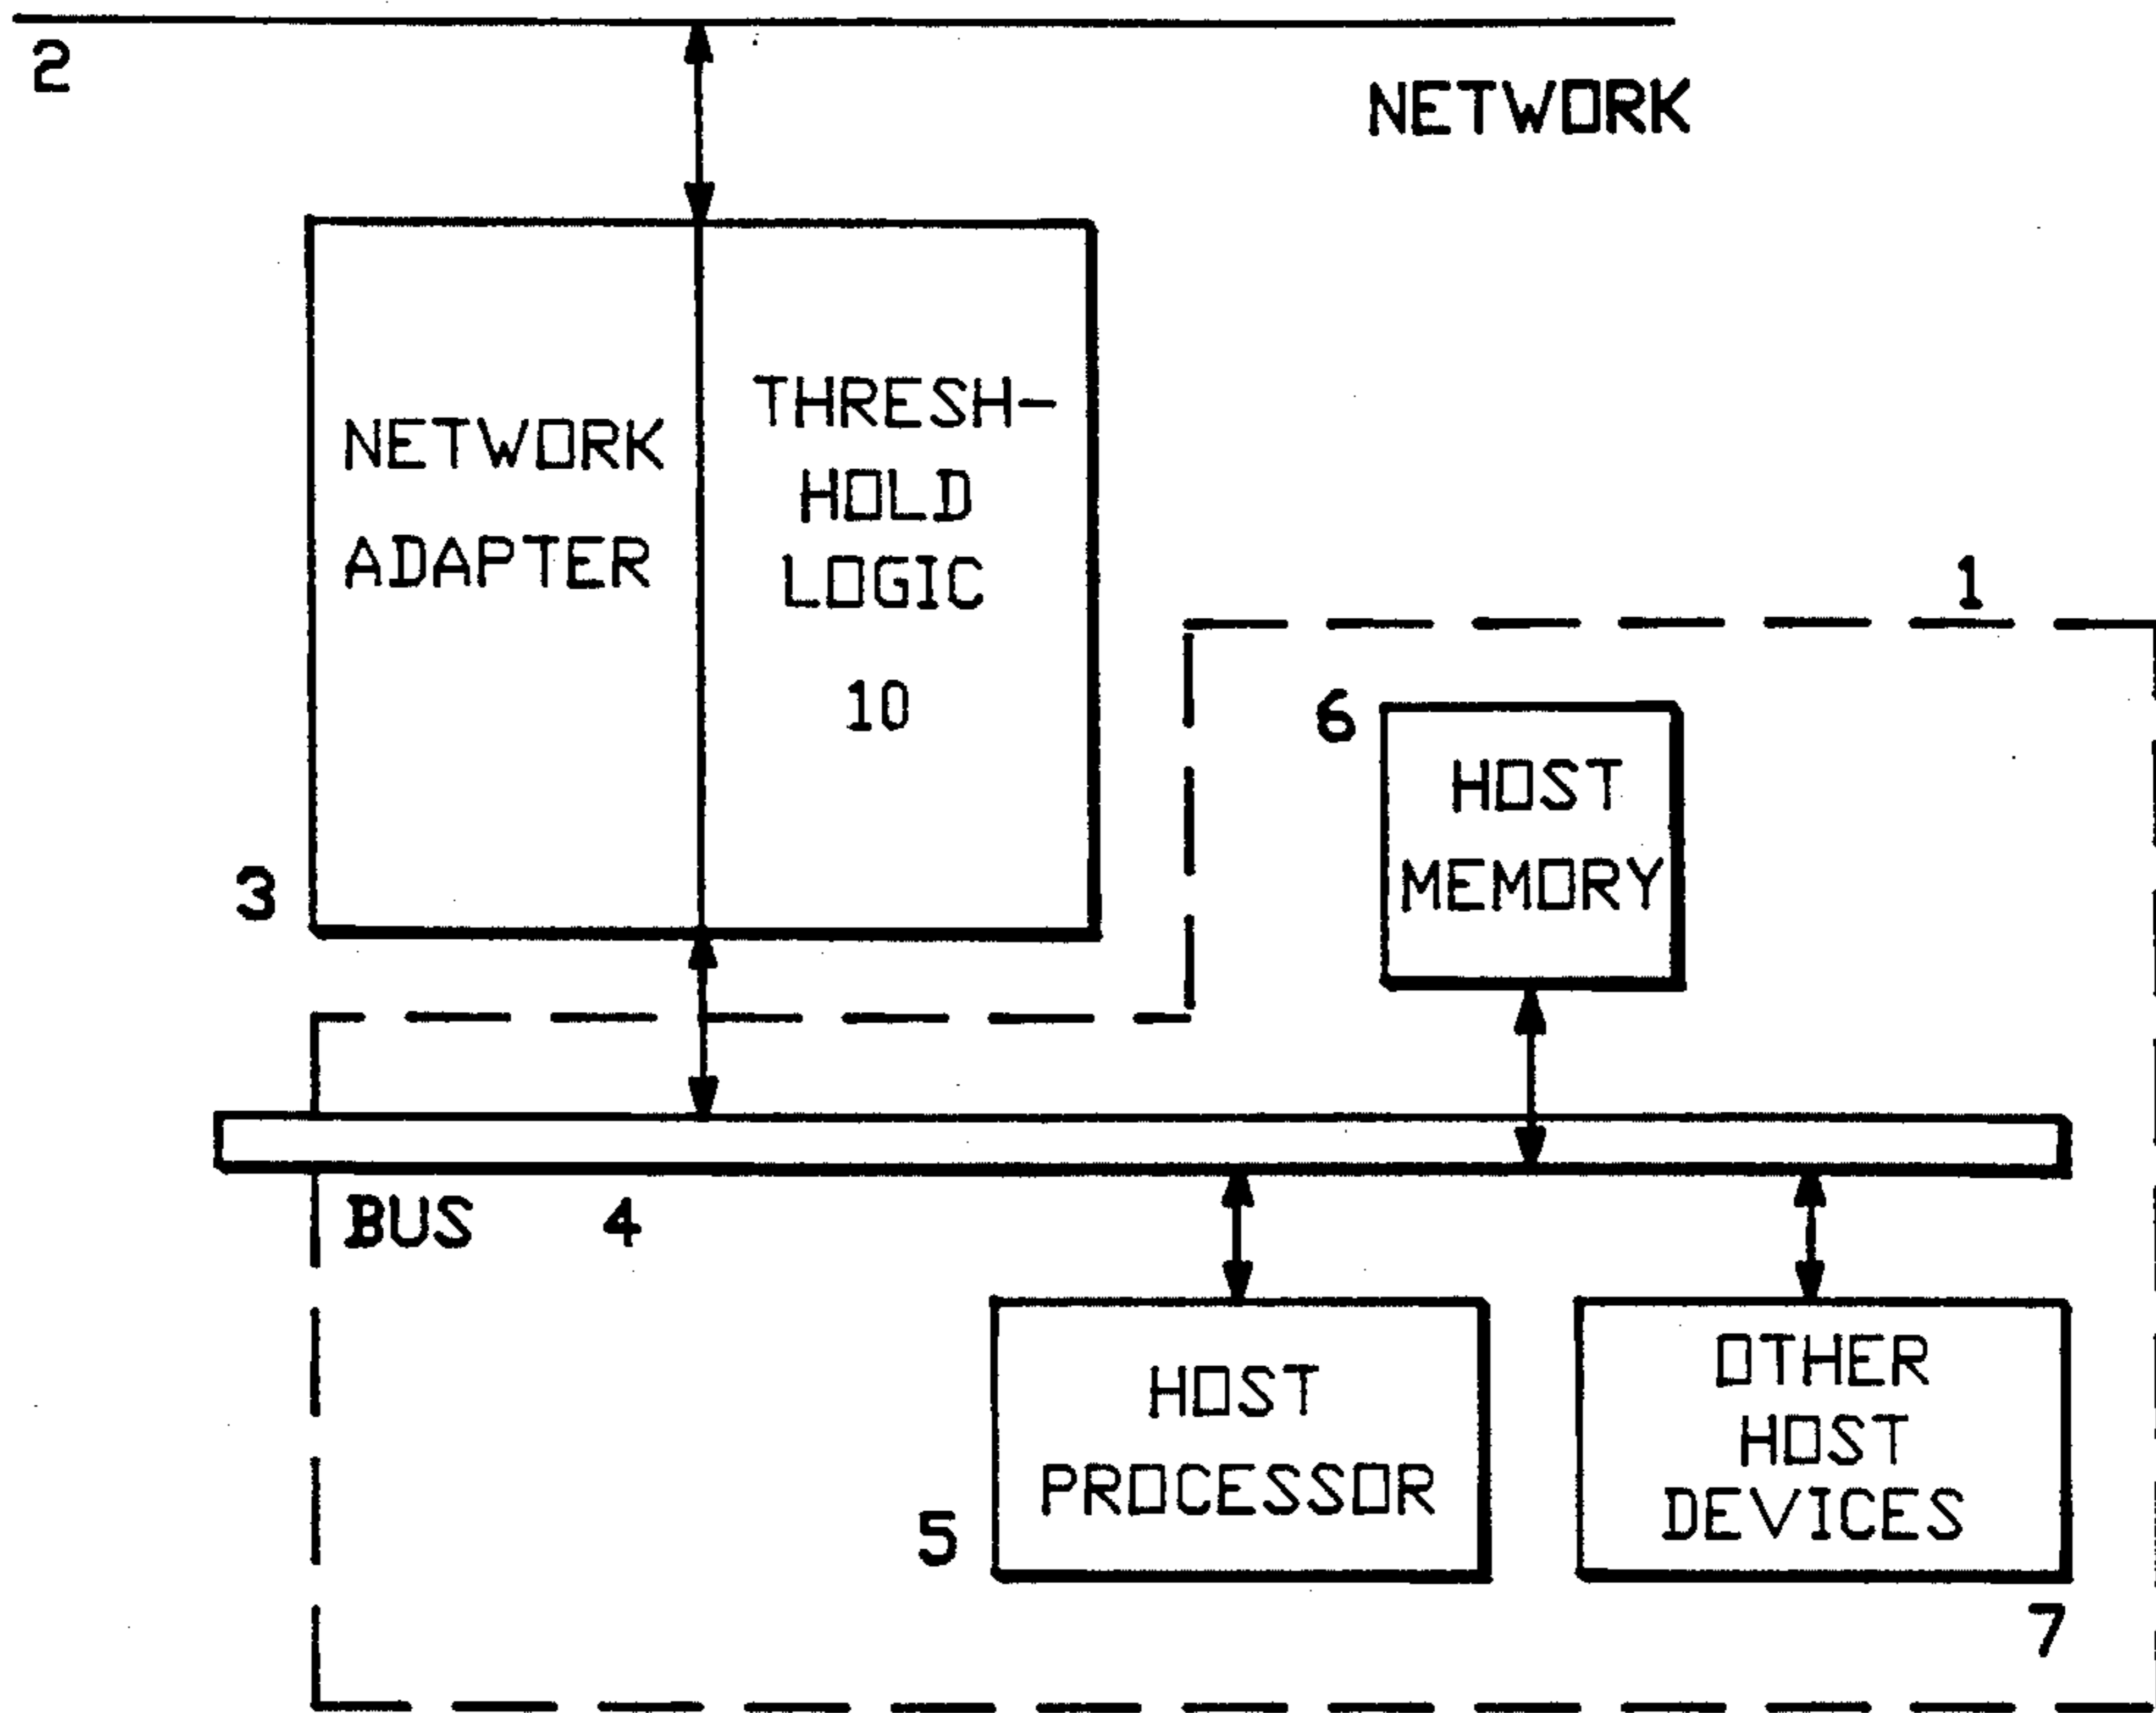 2
NETWORK
NETWORK
ADAPTER
THRESH-
HOLD
LOGIC
10
3
1
6
HOST
MEMORY
BUS 4
HOST
PROCESSOR
5
OTHER
HOST
DEVICES
7